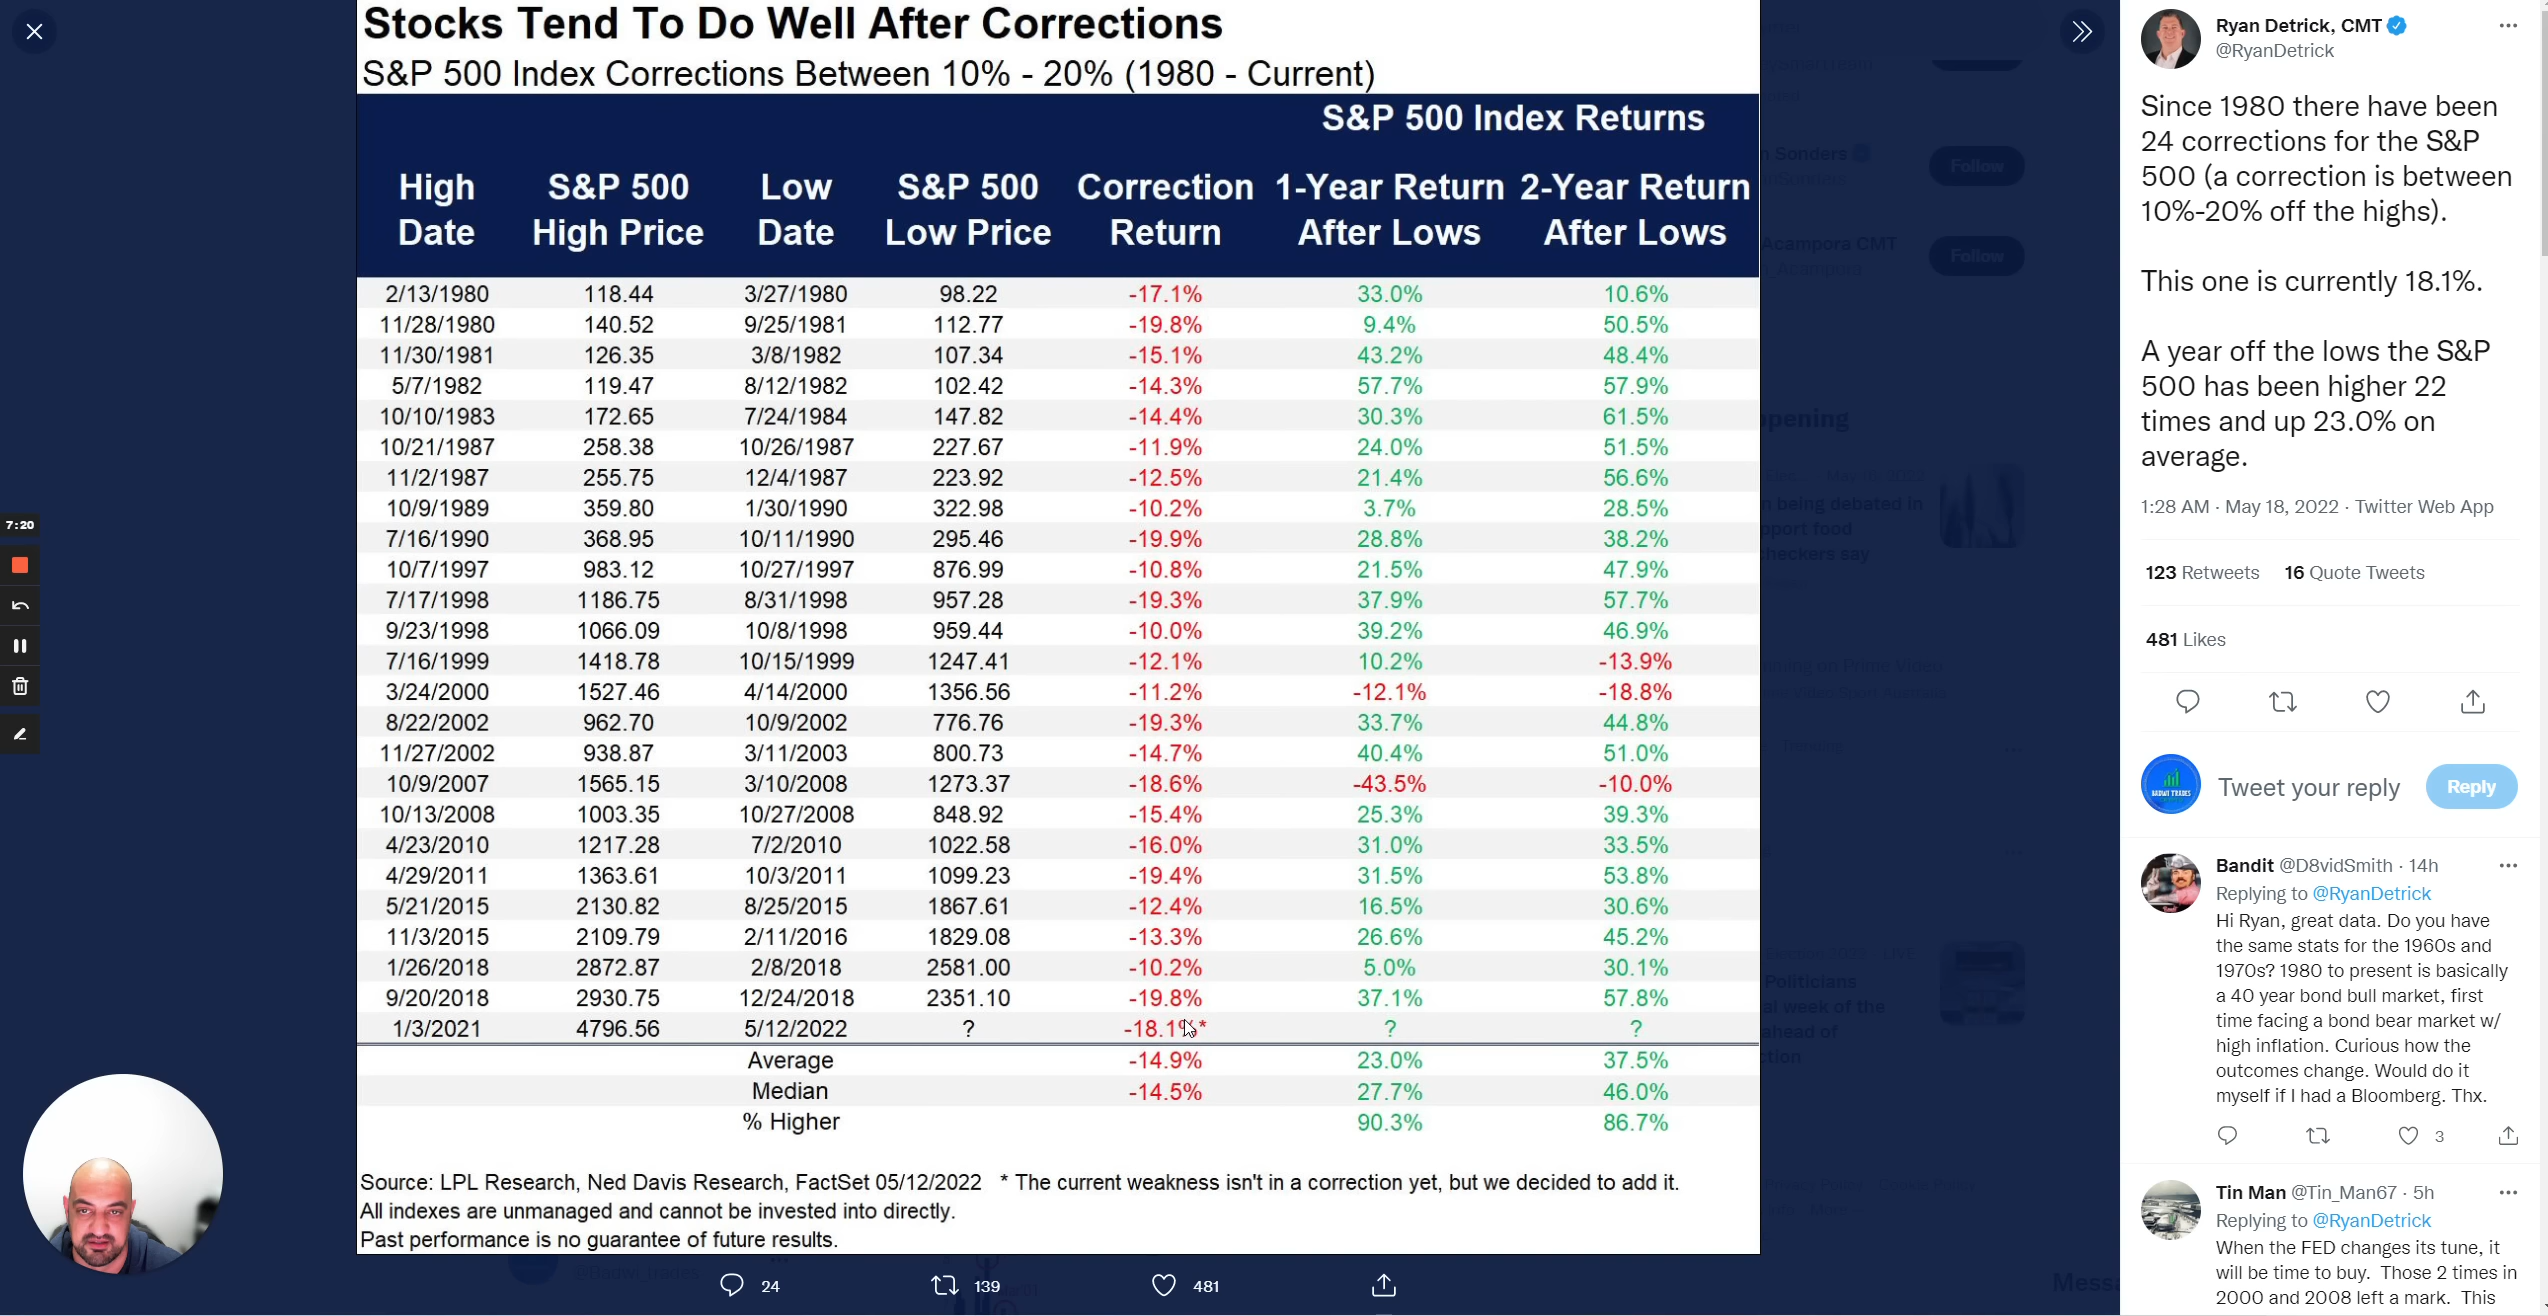 Stocks Tend To Do Well After Corrections
S&P 500 Index Corrections Between 10% - 20% (1980 - Current)
S&P 500 Index Returns
High Date S&P 500 High Price Low Date S&P 500 Low Price Correction Return 1-Year Return After Lows 2-Year Return After Lows
2/13/1980 118.44 3/27/1980 98.22 -17.1% 33.0% 10.6%
11/28/1980 140.52 9/25/1981 112.77 -19.8% 9.4% 50.5%
11/30/1981 126.35 3/8/1982 107.34 -15.1% 43.2% 48.4%
5/7/1982 119.47 8/12/1982 102.42 -14.3% 57.7% 57.9%
10/10/1983 172.65 7/24/1984 147.82 -14.4% 30.3% 61.5%
10/21/1987 258.38 10/26/1987 227.67 -11.9% 24.0% 51.5%
11/2/1987 255.75 12/4/1987 223.92 -12.5% 21.4% 56.6%
10/9/1989 359.80 1/30/1990 322.98 -10.2% 3.7% 28.5%
7/16/1990 368.95 10/11/1990 295.46 -19.9% 28.8% 38.2%
10/7/1997 983.12 10/27/1997 876.99 -10.8% 21.5% 47.9%
7/17/1998 1186.75 8/31/1998 957.28 -19.3% 37.9% 57.7%
9/23/1998 1066.09 10/8/1998 959.44 -10.0% 39.2% 46.9%
7/16/1999 1418.78 10/15/1999 1247.41 -12.1% 10.2% -13.9%
3/24/2000 1527.46 4/14/2000 1356.56 -11.2% -12.1% -18.8%
8/22/2002 962.70 10/9/2002 776.76 -19.3% 33.7% 44.8%
11/27/2002 938.87 3/11/2003 800.73 -14.7% 40.4% 51.0%
10/9/2007 1565.15 3/10/2008 1273.37 -18.6% -43.5% -10.0%
10/13/2008 1003.35 10/27/2008 848.92 -15.4% 25.3% 39.3%
4/23/2010 1217.28 7/2/2010 1022.58 -16.0% 31.0% 33.5%
4/29/2011 1363.61 10/3/2011 1099.23 -19.4% 31.5% 53.8%
5/21/2015 2130.82 8/25/2015 1867.61 -12.4% 16.5% 30.6%
11/3/2015 2109.79 2/11/2016 1829.08 -13.3% 26.6% 45.2%
1/26/2018 2872.87 2/8/2018 2581.00 -10.2% 5.0% 30.1%
9/20/2018 2930.75 12/24/2018 2351.10 -19.8% 37.1% 57.8%
1/3/2021 4796.56 5/12/2022 ? -18.1%* ? ?
Average -14.9% 23.0% 37.5%
Median -14.5% 27.7% 46.0%
% Higher 90.3% 86.7%
Source: LPL Research, Ned Davis Research, FactSet 05/12/2022 * The current weakness isn't in a correction yet, but we decided to add it.
All indexes are unmanaged and cannot be invested into directly.
Past performance is no guarantee of future results.
24 139 481
7:20
Ryan Detrick, CMT
@RyanDetrick
Since 1980 there have been
24 corrections for the S&P
500 (a correction is between
10%-20% off the highs).
This one is currently 18.1%.
A year off the lows the S&P
500 has been higher 22
times and up 23.0% on
average.
1:28 AM · May 18, 2022 · Twitter Web App
123 Retweets 16 Quote Tweets
481 Likes
BADWI TRADES
Tweet your reply
Reply
Bandit @D8vidSmith · 14h
Replying to @RyanDetrick
Hi Ryan, great data. Do you have
the same stats for the 1960s and
1970s? 1980 to present is basically
a 40 year bond bull market, first
time facing a bond bear market w/
high inflation. Curious how the
outcomes change. Would do it
myself if I had a Bloomberg. Thx.
3
Tin Man @Tin_Man67 · 5h
Replying to @RyanDetrick
When the FED changes its tune, it
will be time to buy. Those 2 times in
2000 and 2008 left a mark. This
Sonders
Follow
Acampora CMT
Follow
May 18, 2022
being debated in
food
say
on Prime Video
Politicians
week of the
ahead of